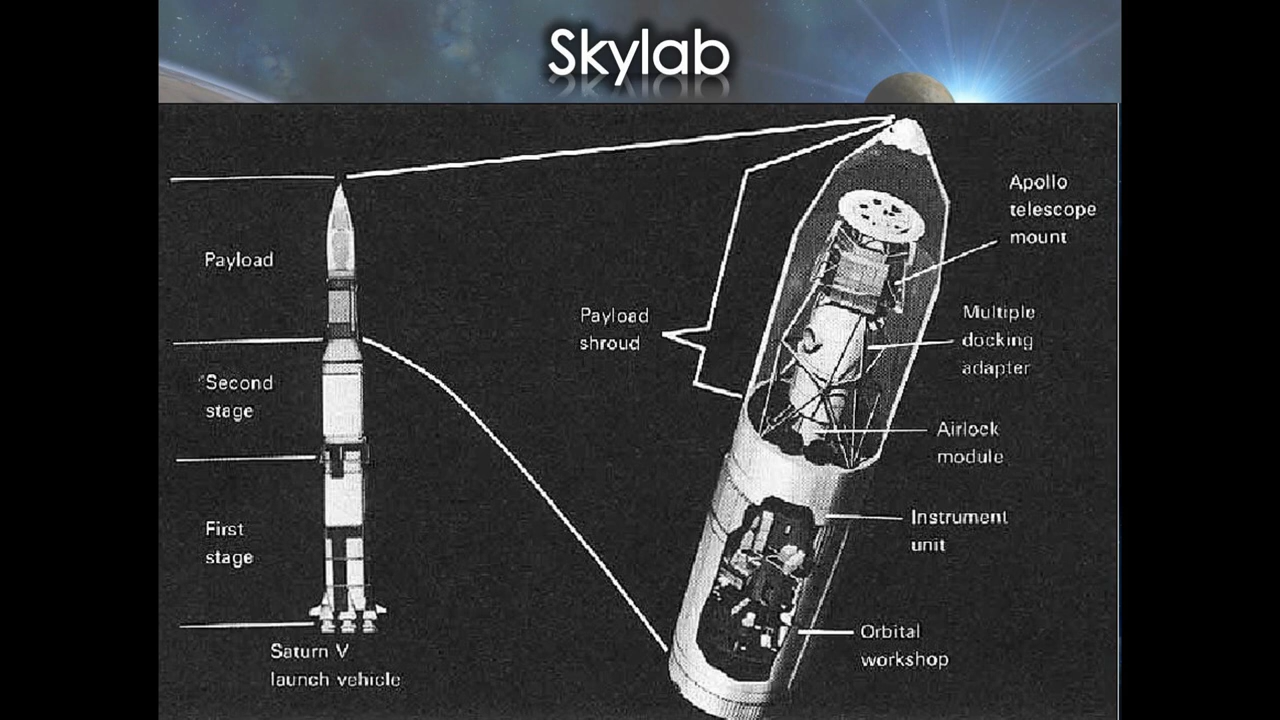 Skylab
Payload
Second
stage
First
stage
Saturn V
launch vehicle
Payload
shroud
Apollo
telescope
mount
Multiple
docking
adapter
Airlock
module
Instrument
unit
Orbital
workshop